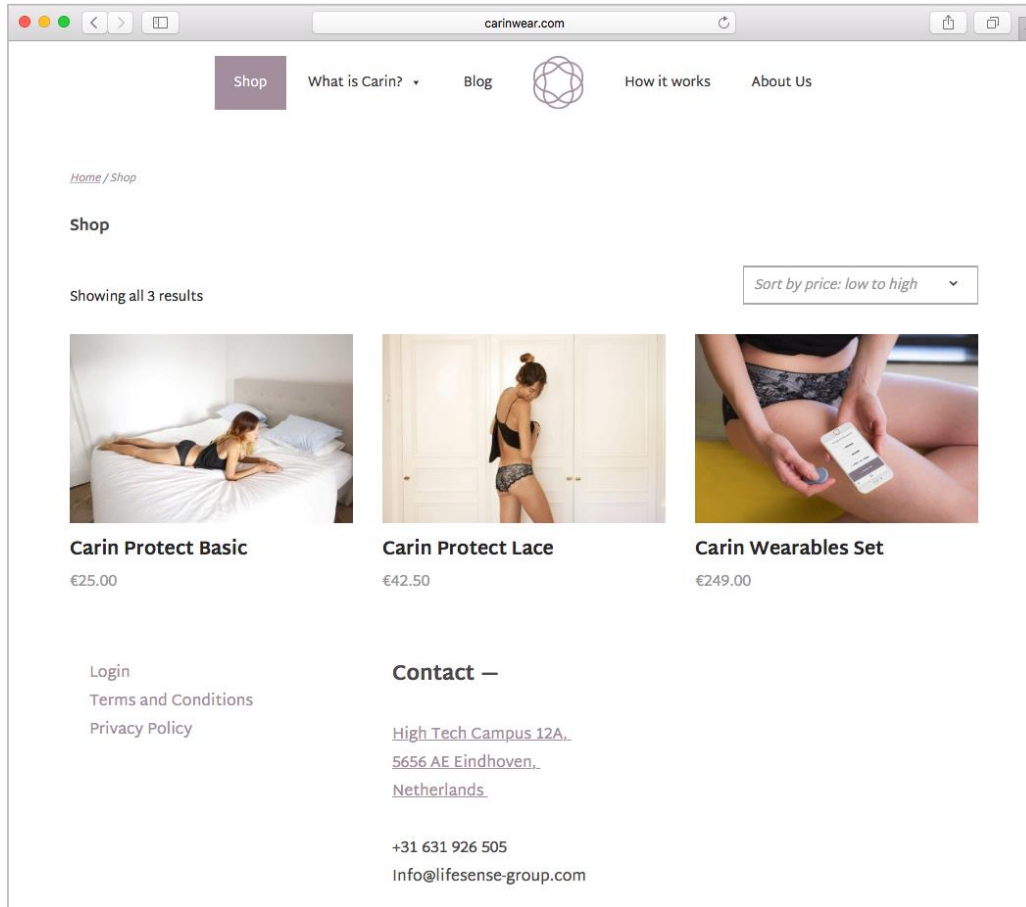 carinwear.com
Shop What is Carin? Blog How it works About Us
Home / Shop
Shop
Showing all 3 results
Sort by price: low to high
Carin Protect Basic
€25.00
Carin Protect Lace
€42.50
Carin Wearables Set
€249.00
Login
Terms and Conditions
Privacy Policy
Contact —
High Tech Campus 12A,
5656 AE Eindhoven,
Netherlands
+31 631 926 505
Info@lifesense-group.com